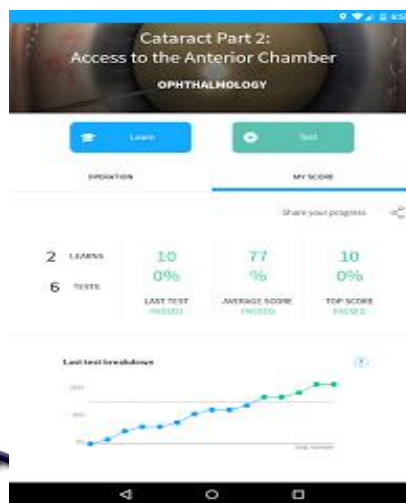 Cataract Part 2:
Access to the Anterior Chamber
OPHTHALMOLOGY
Learn
Test
OPERATION
MY SCORE
Share your progress
2 LEARNS
6 TESTS
10
0%
LAST TEST
PASSED
77
%
AVERAGE SCORE
PASSED
10
0%
TOP SCORE
PASSED
Last test breakdown
?